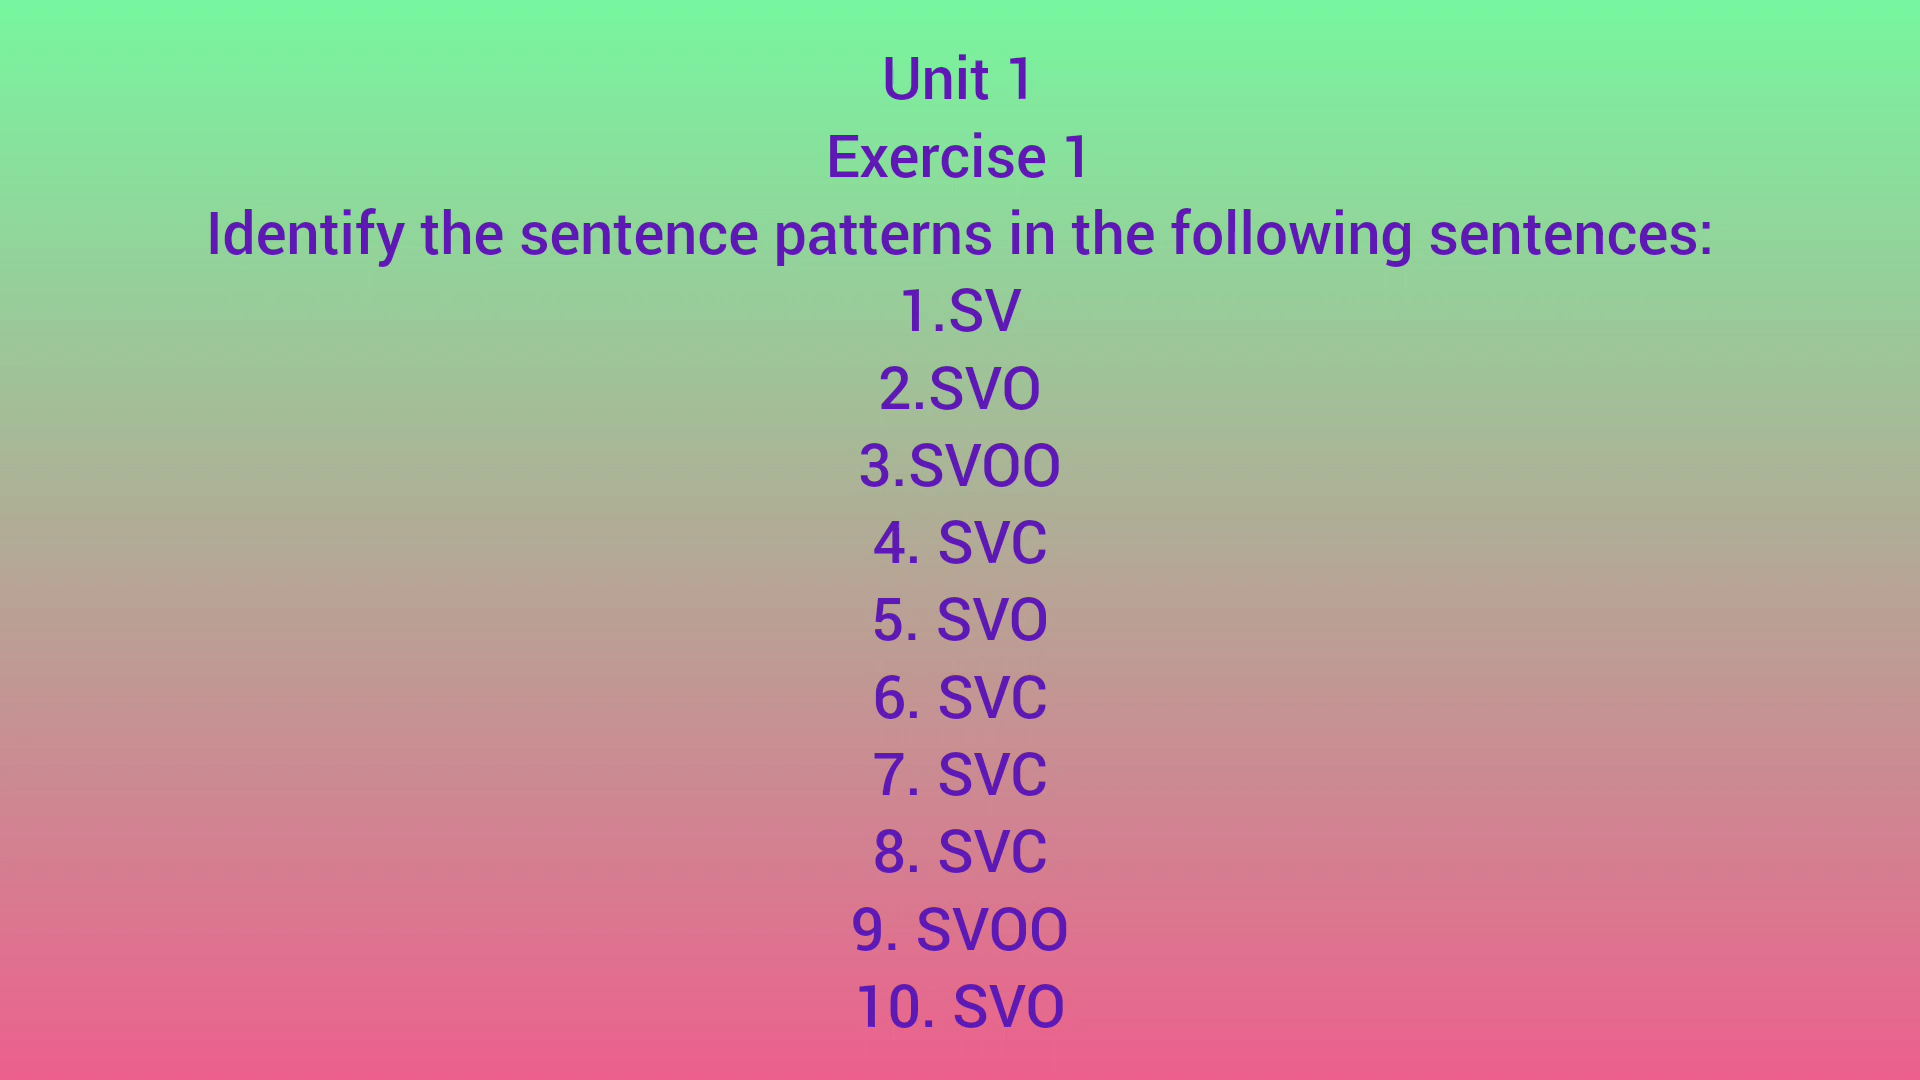 Unit 1
Exercise 1
Identify the sentence patterns in the following sentences:
1.SV
2.SVO
3.SVOO
4. SVC
5. SVO
6. SVC
7. SVC
8. SVC
9. SVOO
10. SVO